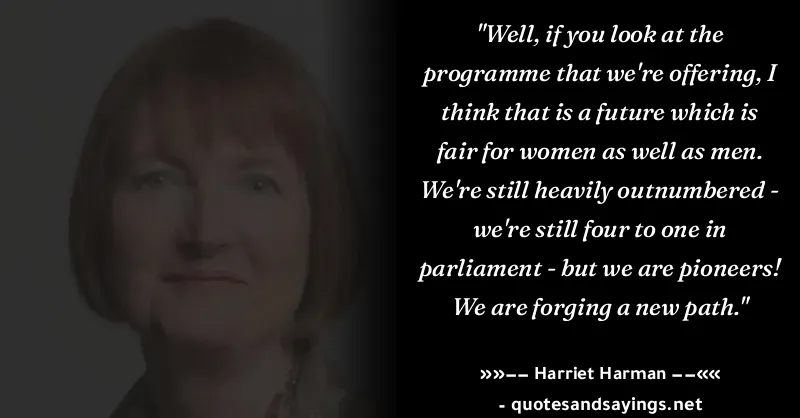 "Well, if you look at the
programme that we're offering, I
think that is a future which is
fair for women as well as men.
We're still heavily outnumbered -
we're still four to one in
parliament - but we are pioneers!
We are forging a new path."
»»−− Harriet Harman −−««
- quotesandsayings.net